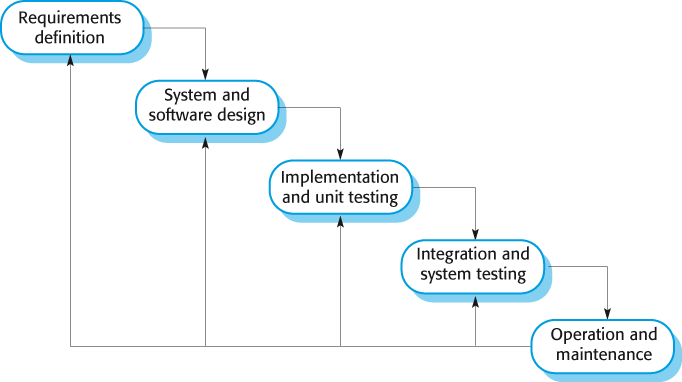 Requirements
definition
System and
software design
Implementation
and unit testing
Integration and
system testing
Operation and
maintenance